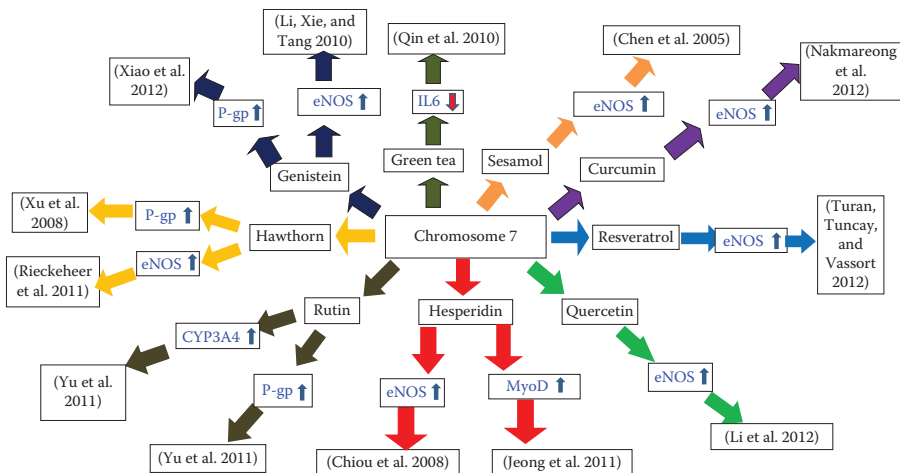 (Li, Xie, and
Tang 2010)
(Qin et al. 2010)
(Chen et al. 2005)
(Nakmareong
et al.
2012)
(Xiao et al.
2012)
P-gp
eNOS
IL6
eNOS
eNOS
Genistein
Green tea
Sesamol
Curcumin
(Xu et al.
2008)
P-gp
Hawthorn
Chromosome 7
Resveratrol
eNOS
(Turan,
Tuncay,
and
Vassort
2012)
(Rieckeheer
et al. 2011)
eNOS
Rutin
Hesperidin
Quercetin
CYP3A4
(Yu et al.
2011)
P-gp
eNOS
MyoD
eNOS
(Yu et al. 2011)
(Chiou et al. 2008)
(Jeong et al. 2011)
(Li et al. 2012)